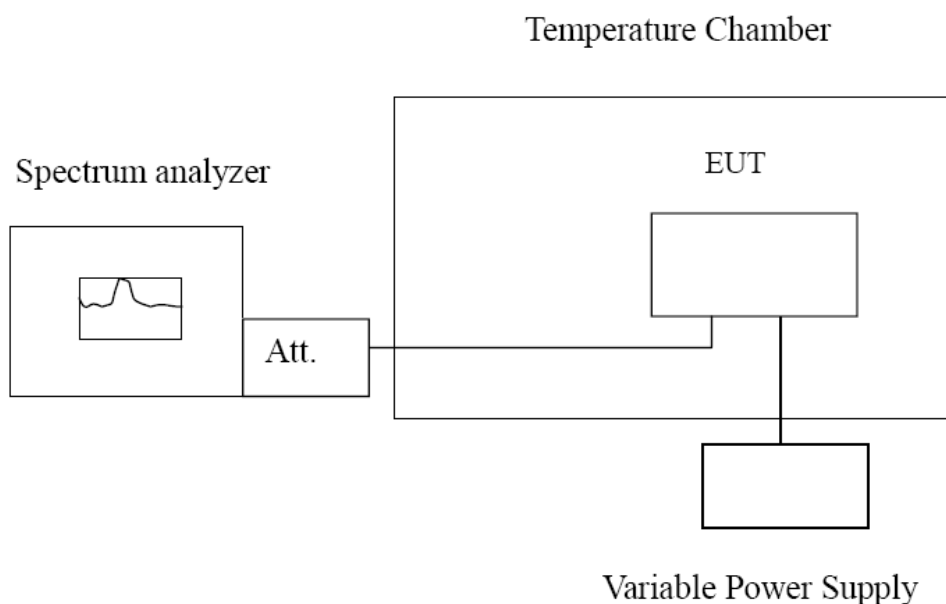 Temperature Chamber
Spectrum analyzer
EUT
Att.
Variable Power Supply